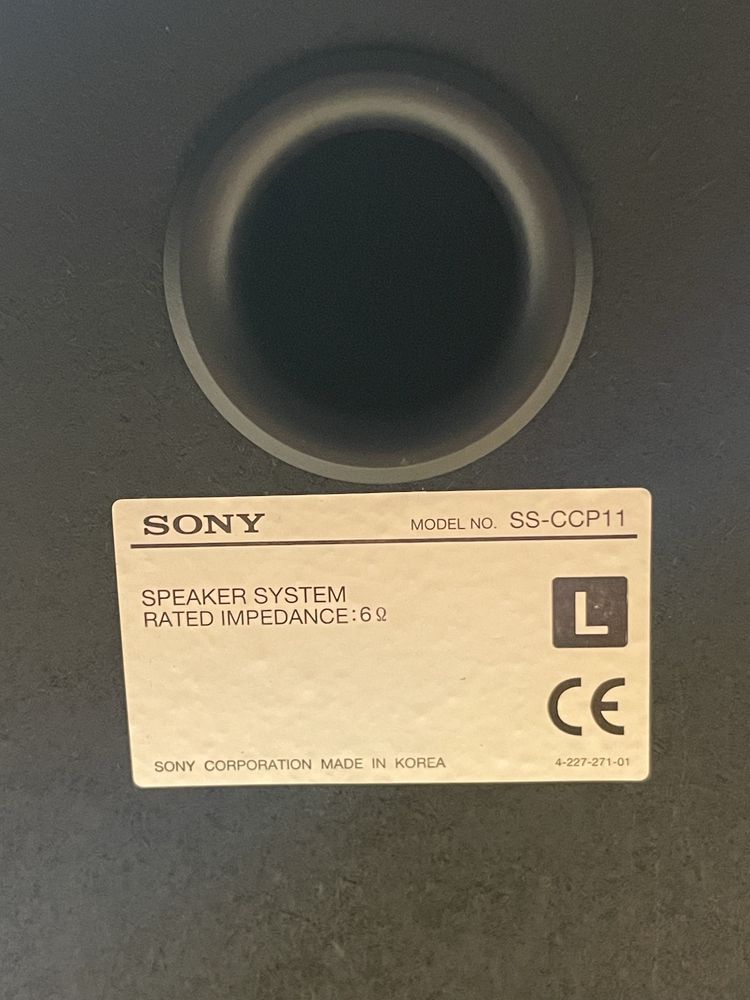 SONY MODEL NO. SS-CCP11
SPEAKER SYSTEM
RATED IMPEDANCE:6Ω
L
CE
SONY CORPORATION MADE IN KOREA 4-227-271-01